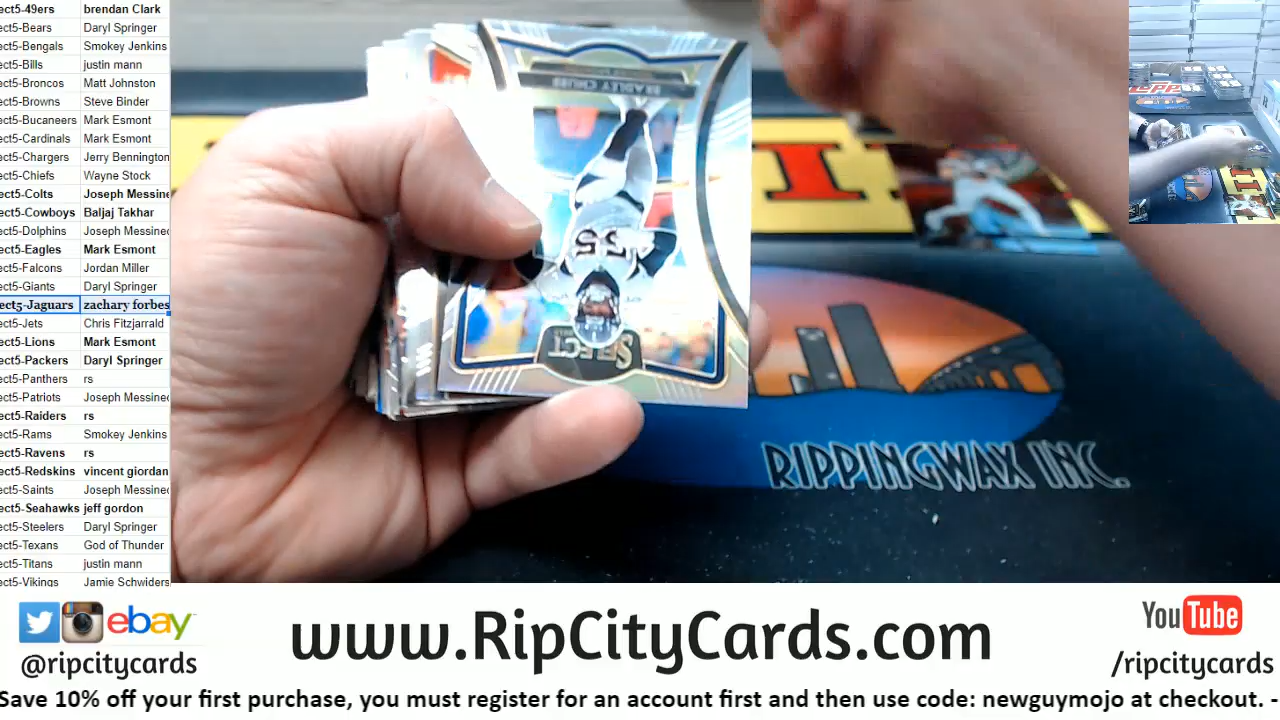 ect5-49ers brendan Clark
ect5-Bears Daryl Springer
ect5-Bengals Smokey Jenkins
ect5-Bills justin mann
ect5-Broncos Matt Johnston
ect5-Browns Steve Binder
ect5-Bucaneers Mark Esmont
ect5-Cardinals Mark Esmont
ect5-Chargers Jerry Bennington
ect5-Chiefs Wayne Stock
ect5-Colts Joseph Messine
ect5-Cowboys Baljaj Takhar
ect5-Dolphins Joseph Messined
ect5-Eagles Mark Esmont
ect5-Falcons Jordan Miller
ect5-Giants Daryl Springer
ect5-Jaguars zachary forbes
ect5-Jets Chris Fitzjarrald
ect5-Lions Mark Esmont
ect5-Packers Daryl Springer
ect5-Panthers rs
ect5-Patriots Joseph Messined
ect5-Raiders rs
ect5-Rams Smokey Jenkins
ect5-Ravens rs
ect5-Redskins vincent giordan
ect5-Saints Joseph Messined
ect5-Seahawks jeff gordon
ect5-Steelers Daryl Springer
ect5-Texans God of Thunder
ect5-Titans justin mann
ect5-Vikings Jamie Schwiders
BRADLEY CHUBB
SELECT
RIPPINGWAX INC.
ebay
@ripcitycards
www.RipCityCards.com
YouTube
/ripcitycards
Save 10% off your first purchase, you must register for an account first and then use code: newguymojo at checkout. -